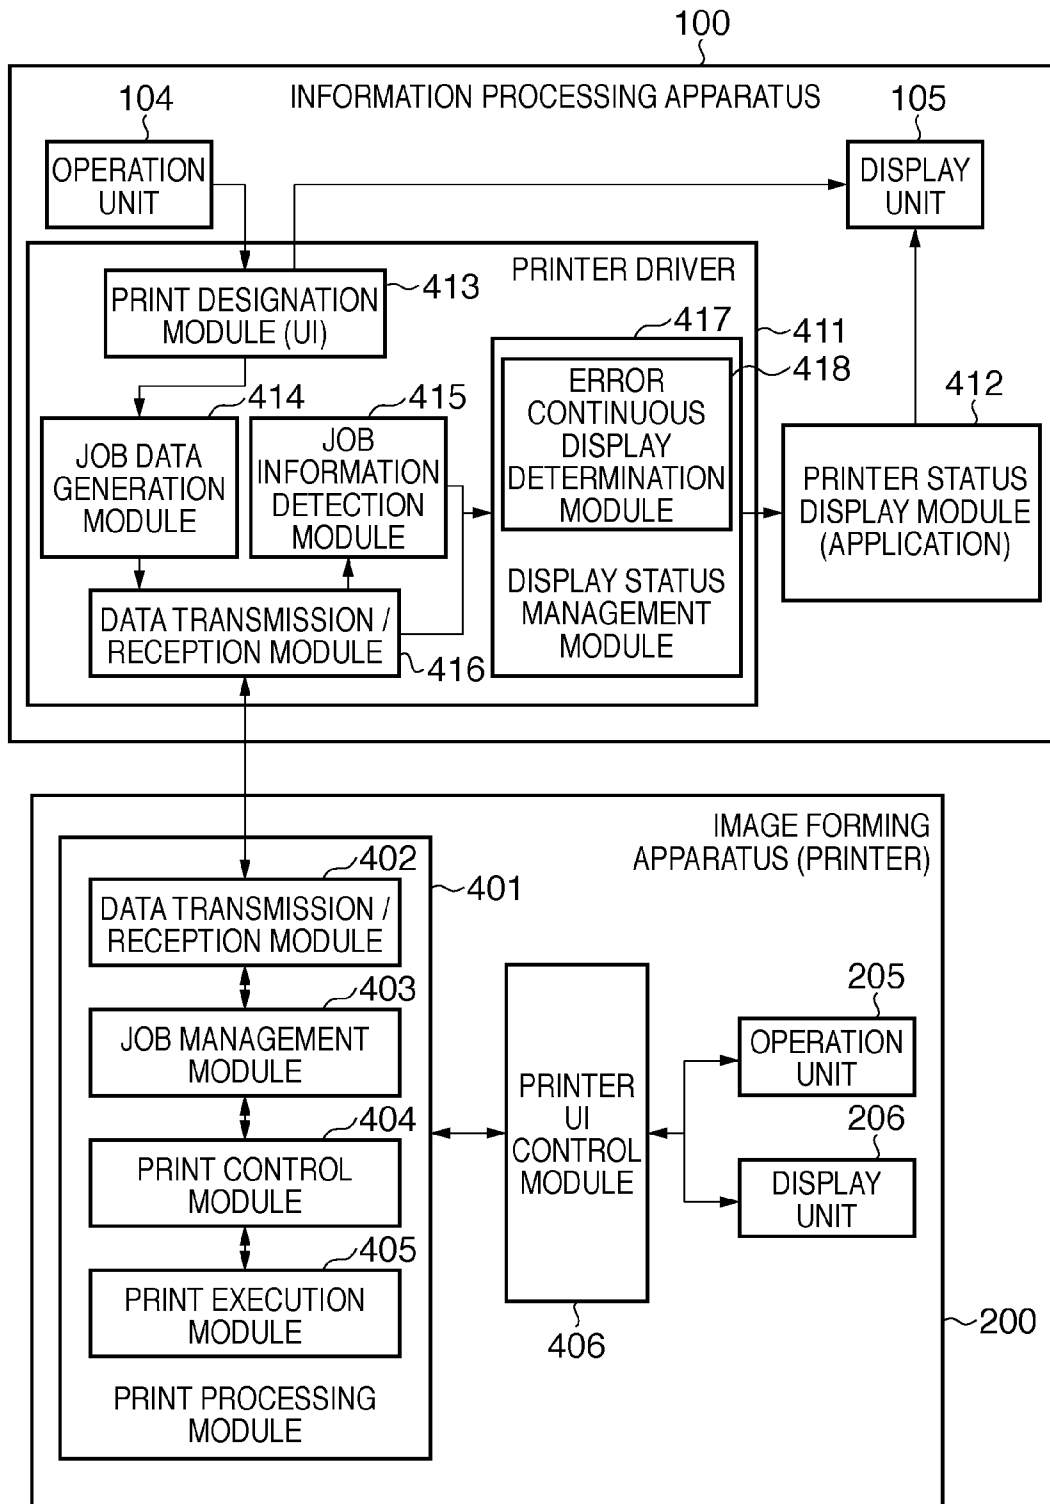 100
INFORMATION PROCESSING APPARATUS
104
105
OPERATION
UNIT
DISPLAY
UNIT
PRINTER DRIVER
PRINT DESIGNATION
MODULE (UI)
413
417
411
418
ERROR
CONTINUOUS
DISPLAY
DETERMINATION
MODULE
DISPLAY STATUS
MANAGEMENT
MODULE
412
PRINTER STATUS
DISPLAY MODULE
(APPLICATION)
414
JOB DATA
GENERATION
MODULE
415
JOB
INFORMATION
DETECTION
MODULE
DATA TRANSMISSION /
RECEPTION MODULE
416
IMAGE FORMING
APPARATUS (PRINTER)
402
401
DATA TRANSMISSION /
RECEPTION MODULE
403
JOB MANAGEMENT
MODULE
404
PRINT CONTROL
MODULE
405
PRINT EXECUTION
MODULE
PRINT PROCESSING
MODULE
PRINTER
UI
CONTROL
MODULE
406
205
OPERATION
UNIT
206
DISPLAY
UNIT
200